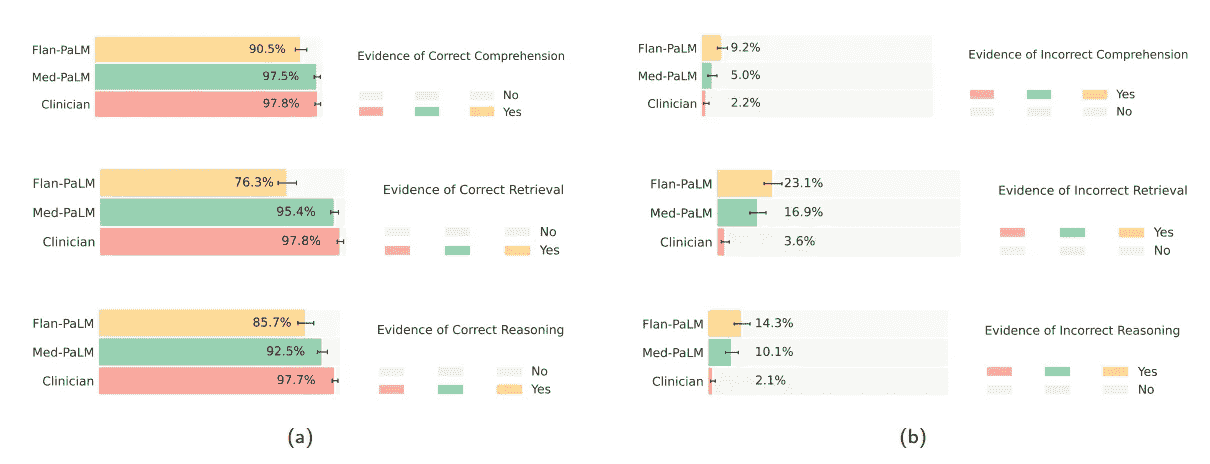 Flan-PaLM 90.5%
Med-PaLM 97.5%
Clinician 97.8%
Evidence of Correct Comprehension
No
Yes
Flan-PaLM 76.3%
Med-PaLM 95.4%
Clinician 97.8%
Evidence of Correct Retrieval
No
Yes
Flan-PaLM 85.7%
Med-PaLM 92.5%
Clinician 97.7%
Evidence of Correct Reasoning
No
Yes
(a)
Flan-PaLM 9.2%
Med-PaLM 5.0%
Clinician 2.2%
Evidence of Incorrect Comprehension
Yes
No
Flan-PaLM 23.1%
Med-PaLM 16.9%
Clinician 3.6%
Evidence of Incorrect Retrieval
Yes
No
Flan-PaLM 14.3%
Med-PaLM 10.1%
Clinician 2.1%
Evidence of Incorrect Reasoning
Yes
No
(b)